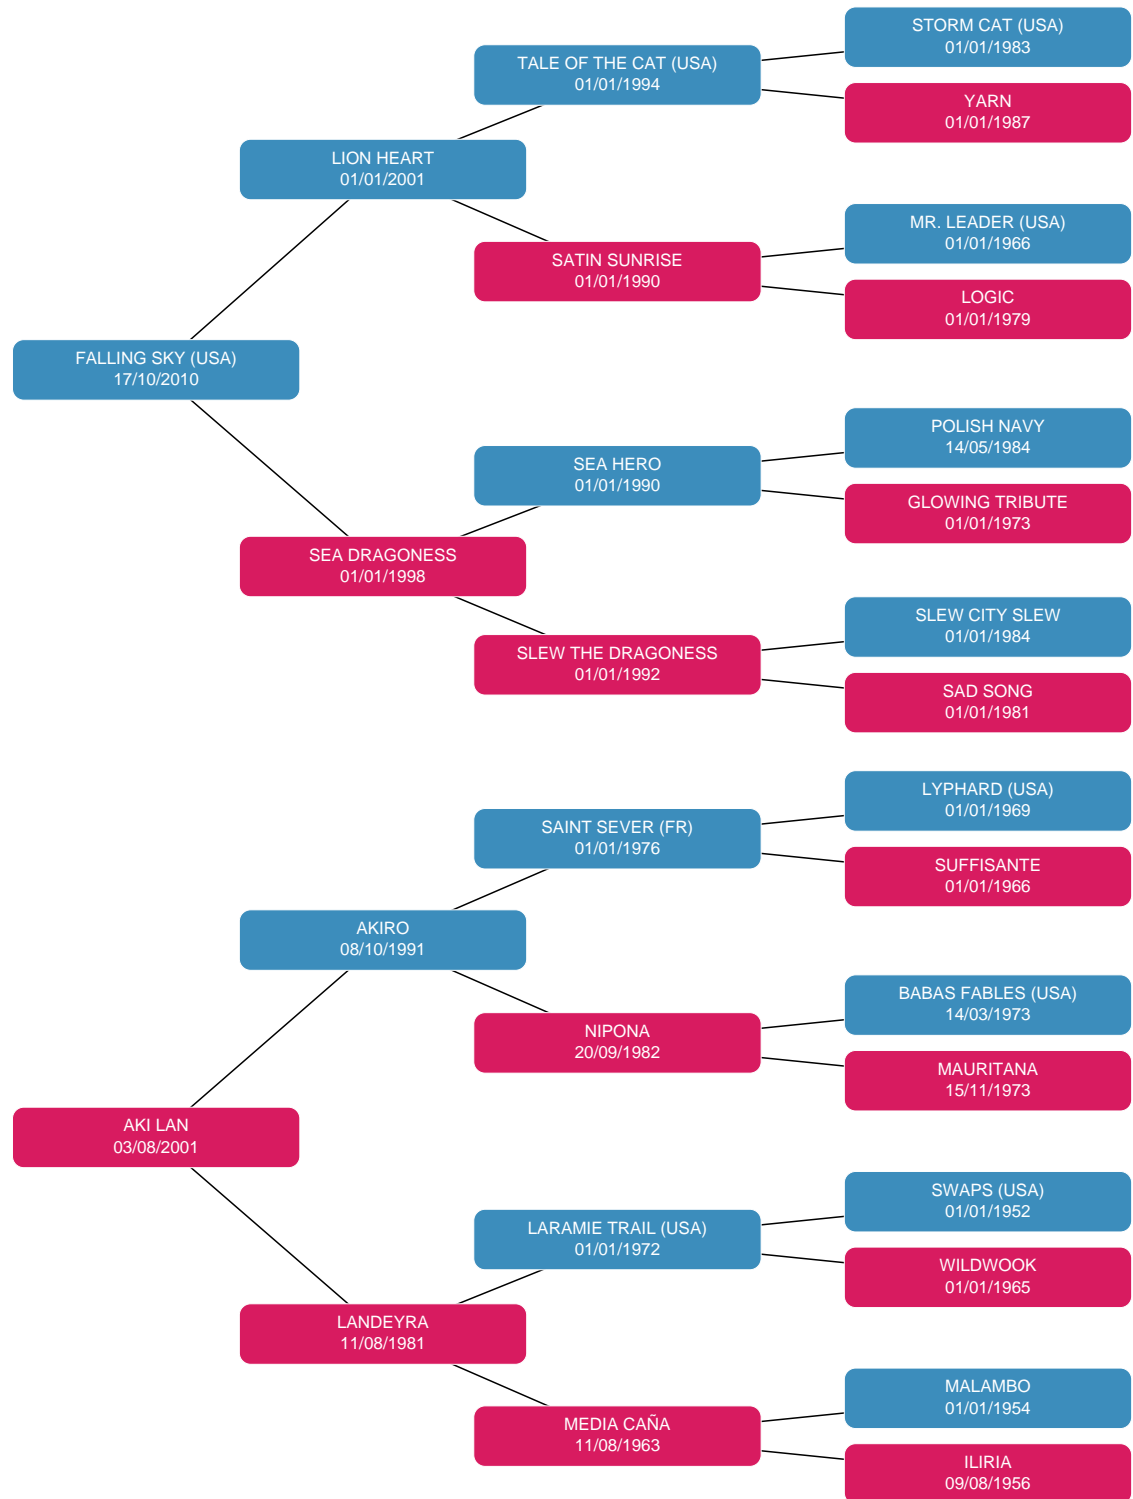 STORM CAT (USA)
01/01/1983
TALE OF THE CAT (USA)
01/01/1994
YARN
01/01/1987
LION HEART
01/01/2001
MR. LEADER (USA)
01/01/1966
SATIN SUNRISE
01/01/1990
LOGIC
01/01/1979
FALLING SKY (USA)
17/10/2010
POLISH NAVY
14/05/1984
SEA HERO
01/01/1990
GLOWING TRIBUTE
01/01/1973
SEA DRAGONESS
01/01/1998
SLEW CITY SLEW
01/01/1984
SLEW THE DRAGONESS
01/01/1992
SAD SONG
01/01/1981
LYPHARD (USA)
01/01/1969
SAINT SEVER (FR)
01/01/1976
SUFFISANTE
01/01/1966
AKIRO
08/10/1991
BABAS FABLES (USA)
14/03/1973
NIPONA
20/09/1982
MAURITANA
15/11/1973
AKI LAN
03/08/2001
SWAPS (USA)
01/01/1952
LARAMIE TRAIL (USA)
01/01/1972
WILDWOOK
01/01/1965
LANDEYRA
11/08/1981
MALAMBO
01/01/1954
MEDIA CAÑA
11/08/1963
ILIRIA
09/08/1956